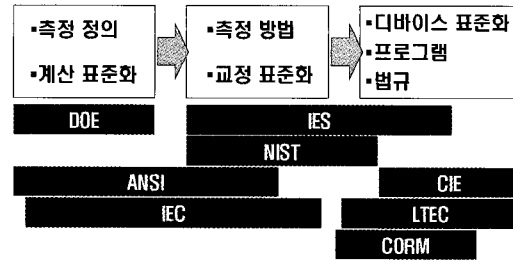 ▪측정 정의
▪계산 표준화
▪측정 방법
▪교정 표준화
▪디바이스 표준화
▪프로그램
▪법규
DOE
IES
NIST
ANSI
CIE
IEC
LTEC
CORM